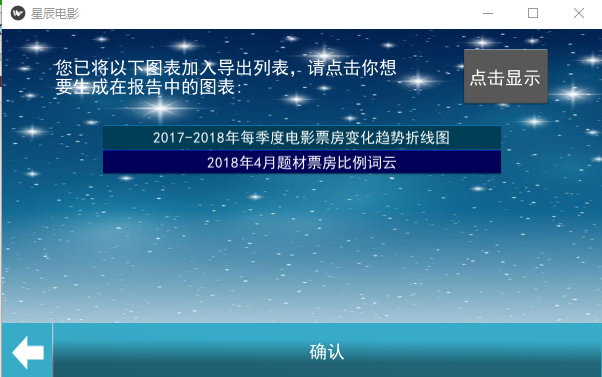 星辰电影
您已将以下图表加入导出列表，请点击你想
要生成在报告中的图表：
点击显示
2017-2018年每季度电影票房变化趋势折线图
2018年4月题材票房比例词云
确认